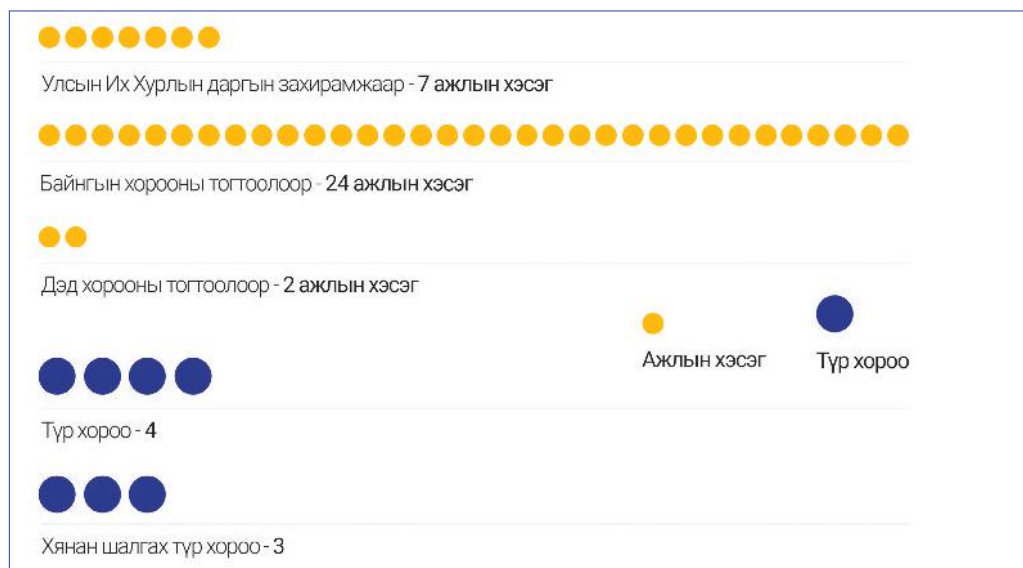 Улсын Их Хурлын даргын захирамжаар - 7 ажлын хэсэг
Байнгын хорооны тогтоолоор - 24 ажлын хэсэг
Дэд хорооны тогтоолоор - 2 ажлын хэсэг
Ажлын хэсэг Түр хороо
Түр хороо - 4
Хянан шалгах түр хороо - 3